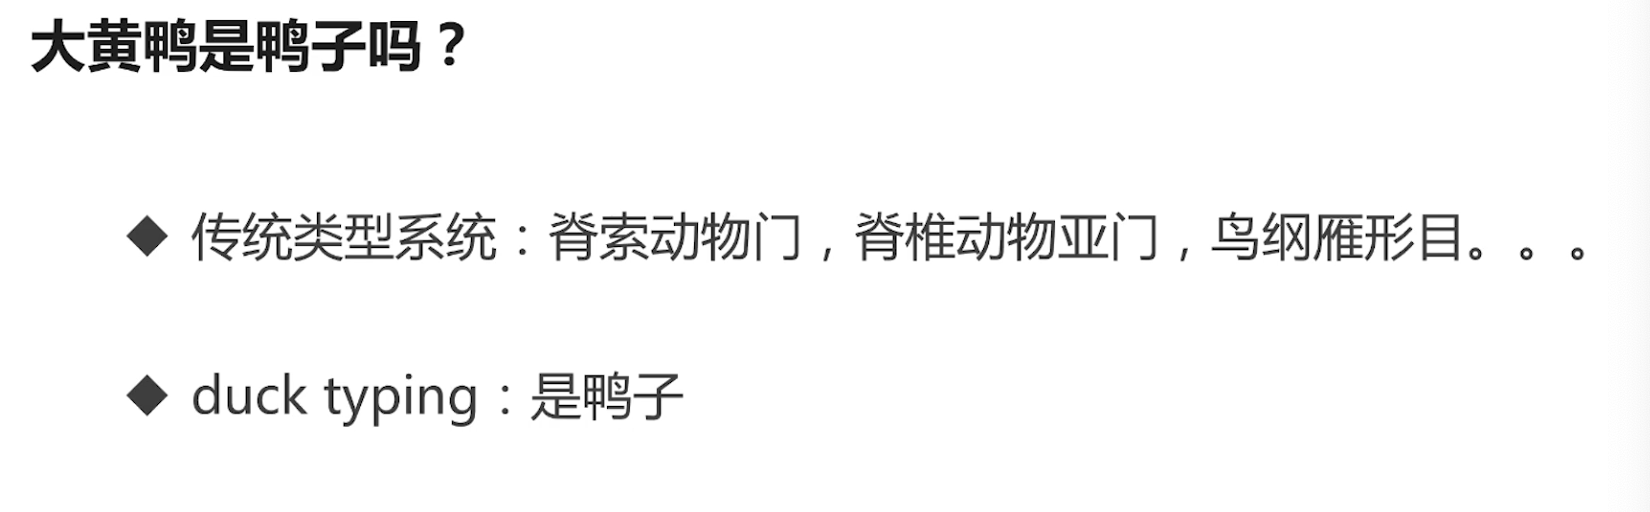 大黄鸭是鸭子吗？
◆ 传统类型系统：脊索动物门，脊椎动物亚门，鸟纲雁形目。。。
◆ duck typing：是鸭子